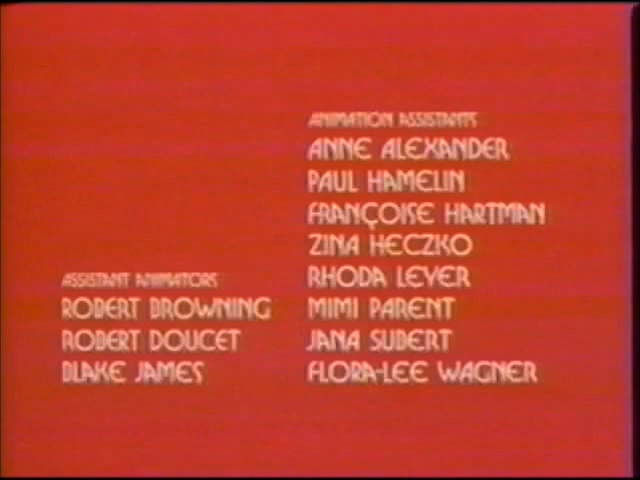 ASSISTANT ANIMATORS
ROBERT BROWNING
ROBERT DOUCET
BLAKE JAMES
ANIMATION ASSISTANTS
ANNE ALEXANDER
PAUL HAMELIN
FRANÇOISE HARTMAN
ZINA HECZKO
RHODA LEYER
MIMI PARENT
JANA SUBERT
FLORA-LEE WAGNER